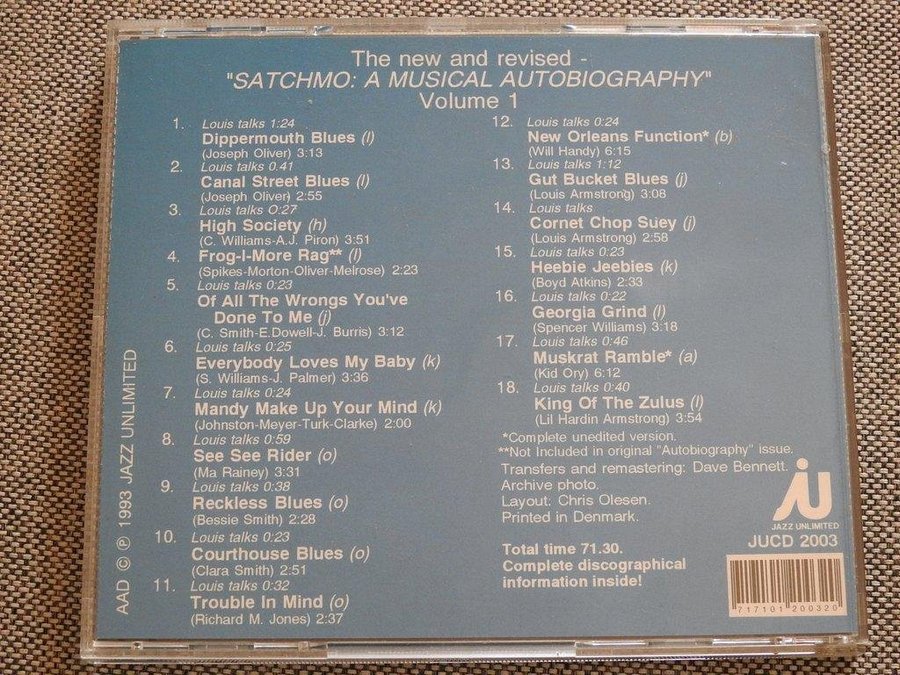 The new and revised -
"SATCHMO: A MUSICAL AUTOBIOGRAPHY"
Volume 1
1. Louis talks 1:24
Dippermouth Blues (l)
(Joseph Oliver) 3:13
2. Louis talks 0.41
Canal Street Blues (l)
(Joseph Oliver) 2:55
3. Louis talks 0:27
High Society (h)
(C. Williams-A.J. Piron) 3:51
4. Frog-I-More Rag** (l)
(Spikes-Morton-Oliver-Melrose) 2:23
5. Louis talks 0:23
Of All The Wrongs You've
Done To Me (j)
(C. Smith-E.Dowell-J. Burris) 3:12
6. Louis talks 0:25
Everybody Loves My Baby (k)
(S. Williams-J. Palmer) 3:36
7. Louis talks 0:24
Mandy Make Up Your Mind (k)
(Johnston-Meyer-Turk-Clarke) 2:00
8. Louis talks 0:59
See See Rider (o)
(Ma Rainey) 3:31
9. Louis talks 0:38
Reckless Blues (o)
(Bessie Smith) 2:28
10. Louis talks 0:23
Courthouse Blues (o)
(Clara Smith) 2:51
11. Louis talks 0:32
Trouble In Mind (o)
(Richard M. Jones) 2:37
12. Louis talks 0:24
New Orleans Function* (b)
(Will Handy) 6:15
13. Louis talks 1:12
Gut Bucket Blues (j)
(Louis Armstrong) 3:08
14. Louis talks
Cornet Chop Suey (j)
(Louis Armstrong) 2:58
15. Louis talks 0:23
Heebie Jeebies (k)
(Boyd Atkins) 2:33
16. Louis talks 0:22
Georgia Grind (l)
(Spencer Williams) 3:18
17. Louis talks 0:46
Muskrat Ramble* (a)
(Kid Ory) 6:12
18. Louis talks 0:40
King Of The Zulus (l)
(Lil Hardin Armstrong) 3:54
*Complete unedited version.
**Not Included in original "Autobiography" issue.
Transfers and remastering: Dave Bennett.
Archive photo.
Layout: Chris Olesen.
Printed in Denmark.
Total time 71.30.
Complete discographical
information inside!
JU
JAZZ UNLIMITED
JUCD 2003
717101 200320
AAD © ℗ 1993 JAZZ UNLIMITED